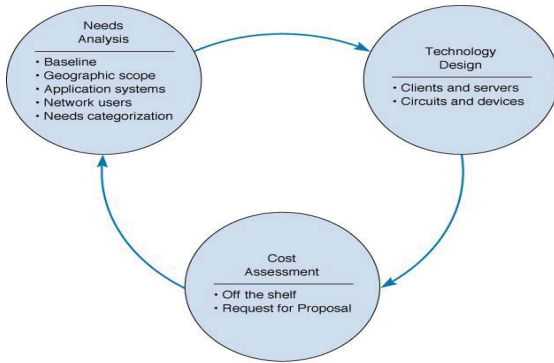 Needs
Analysis
• Baseline
• Geographic scope
• Application systems
• Network users
• Needs categorization
Technology
Design
• Clients and servers
• Circuits and devices
Cost
Assessment
• Off the shelf
• Request for Proposal